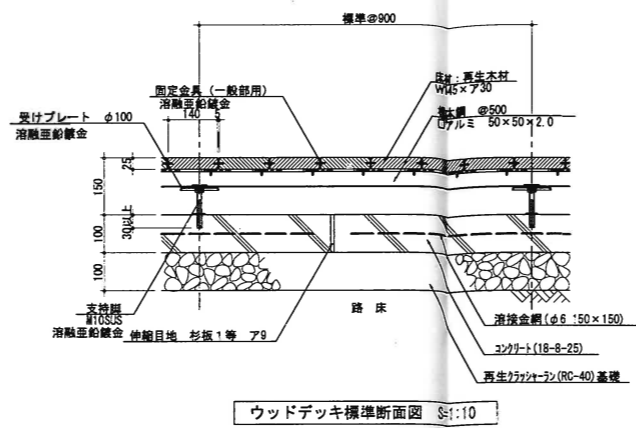 標準@900
固定金具 (一般部用)
溶融亜鉛鍍金
140 5
受けプレート φ100
溶融亜鉛鍍金
床材:再生木材
W145×ア30
根太鋼 @500
□アルミ 50×50×2.0
25
150
30以上
100
100
支持脚
M10SUS
溶融亜鉛鍍金
伸縮目地 杉板1等 ア9
路 床
溶接金網(φ6 150×150)
コンクリート(18-8-25)
再生クラッシャーラン(RC-40)基礎
ウッドデッキ標準断面図 S=1:10